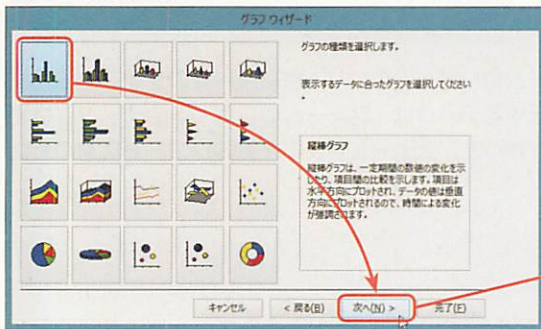 グラフ ウィザード
グラフの種類を選択します。
表示するデータに合ったグラフを選択してください
。
縦棒グラフ
縦棒グラフは、一定期間の数値の変化を示
したり、項目間の比較を示します。項目は
水平方向にプロットされ、データの値は垂直
方向にプロットされるので、時間による変化
が強調されます。
キャンセル
< 戻る(B)
次へ(N) >
完了(F)